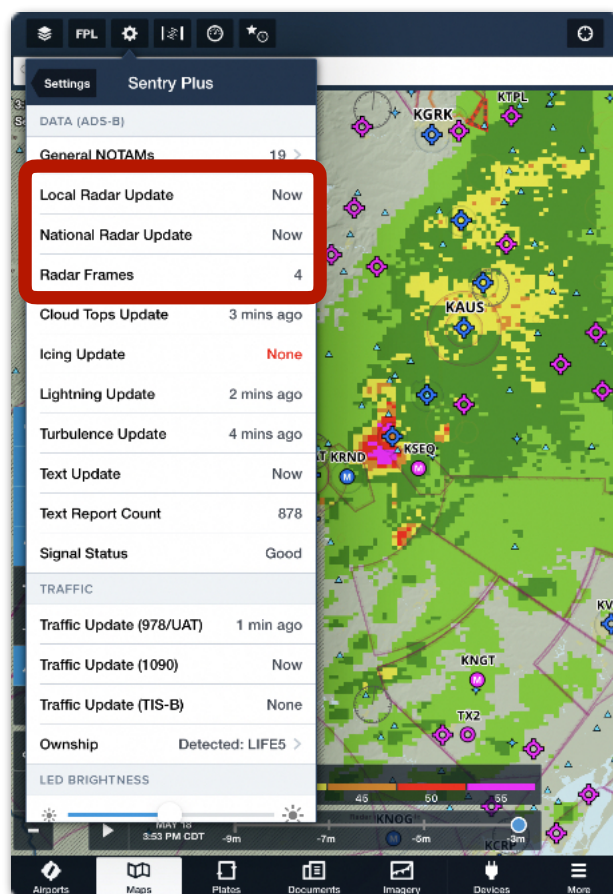 FPL
Settings
Sentry Plus
DATA (ADS-B)
General NOTAMs 19
Local Radar Update Now
National Radar Update Now
Radar Frames 4
Cloud Tops Update 3 mins ago
Icing Update None
Lightning Update 2 mins ago
Turbulence Update 4 mins ago
Text Update Now
Text Report Count 878
Signal Status Good
TRAFFIC
Traffic Update (978/UAT) 1 min ago
Traffic Update (1090) Now
Traffic Update (TIS-B) None
Ownship Detected: LIFE5
LED BRIGHTNESS
KTPL
KGRK
KAUS
KRND
KSEQ
M
M
KV
KNGT
M
TX2
45 50 55
KNOG
M
KCRP
MAY 18
3:53 PM CDT
-9m -7m -5m -3m
Airports Maps Plates Documents Imagery Devices More